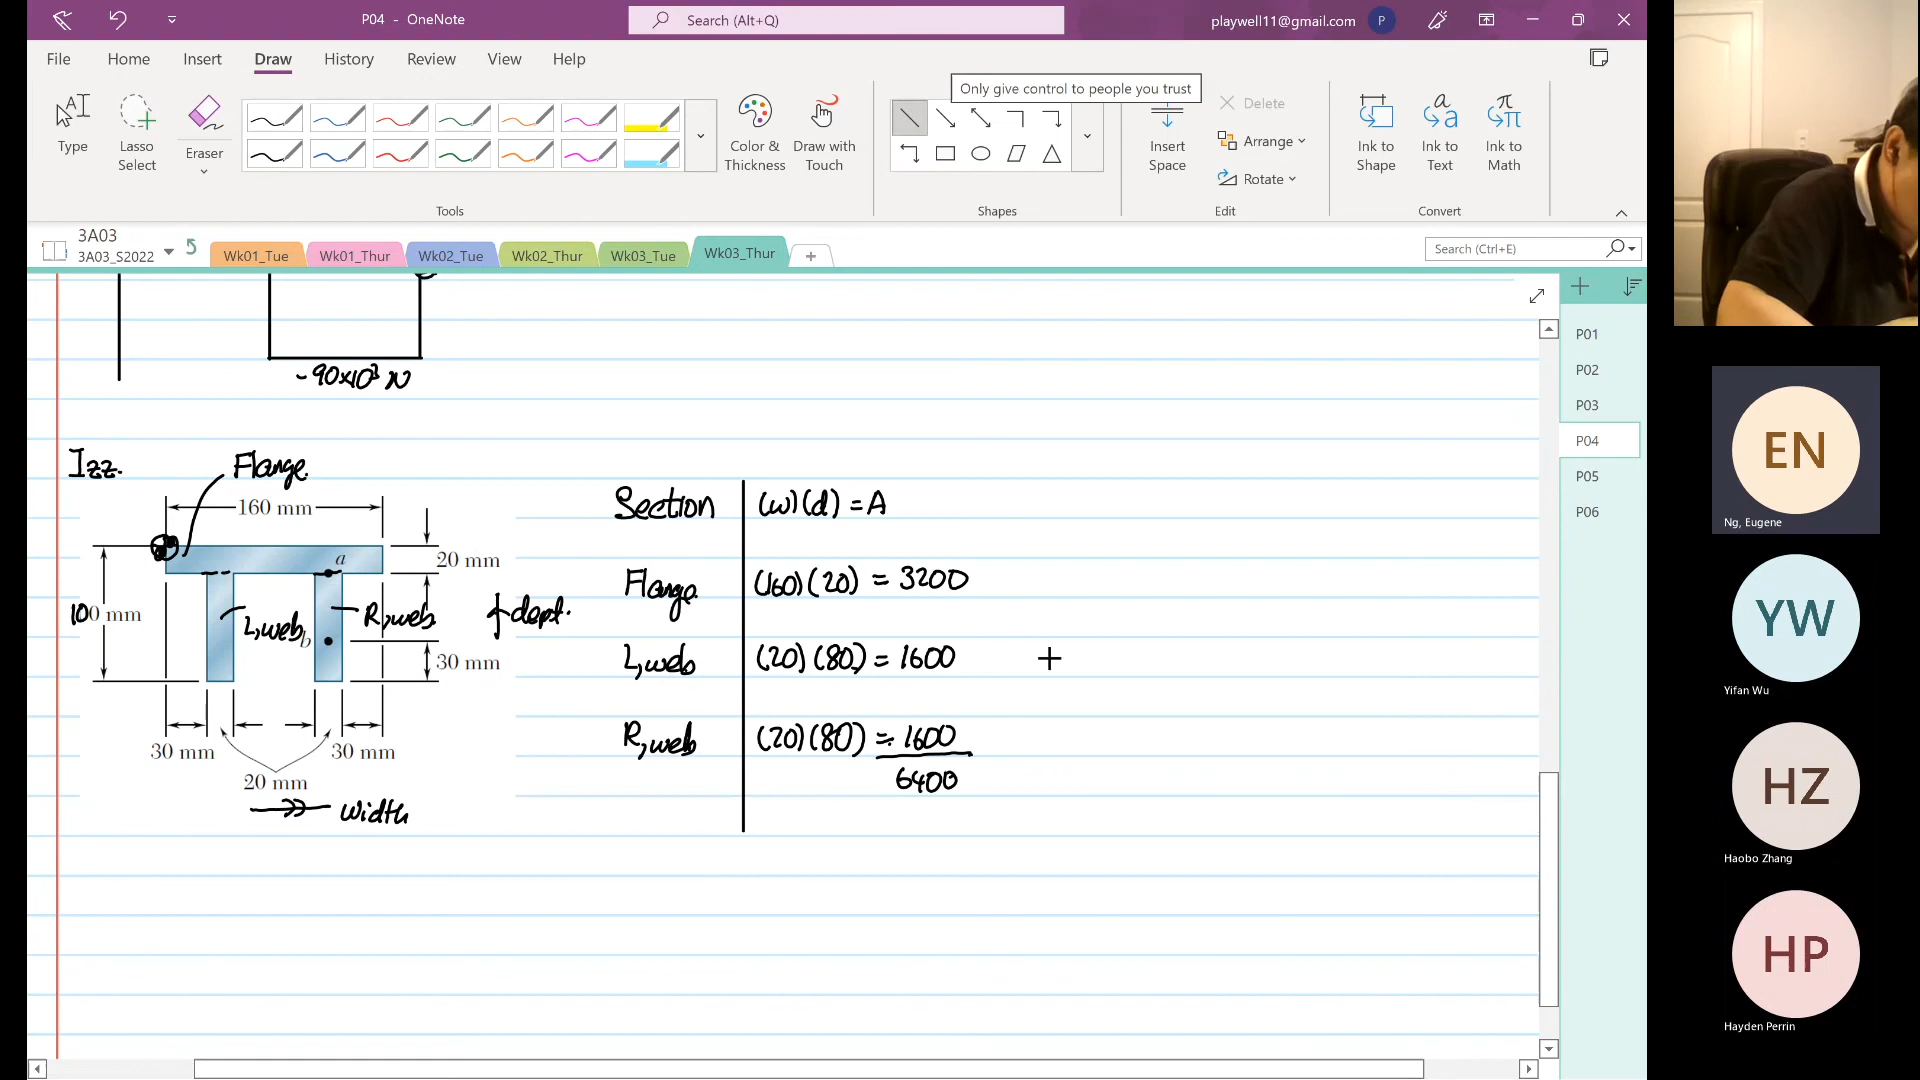 P04 - OneNote
Search (Alt+Q)
playwell11@gmail.com
P
File Home Insert Draw History View Help
Only give control to people you trust
Type
Lasso Select
Eraser
Color & Thickness
Draw with Touch
Insert Space
Delete
Arrange
Rotate
Ink to Shape
Ink to Text
Ink to Math
Tools
Shapes
Edit
Convert
3A03
3A03_S2022
Wk01_Tue
Wk01_Thur
Wk02_Tue
Wk02_Thur
Wk03_Tue
Wk03_Thur
Search (Ctrl+E)
P01
P02
P03
P04
P05
P06
-90x10³ N
Izz.
Flange.
160 mm
a
20 mm
100 mm
L,web
b
R,web
dept.
30 mm
30 mm
30 mm
20 mm
width
Section (w)(d) = A
Flange (160)(20) = 3200
L,web (20)(80) = 1600
R,web (20)(80) = 1600
6400
EN
Ng, Eugene
YW
Yifan Wu
HZ
Haobo Zhang
HP
Hayden Perrin